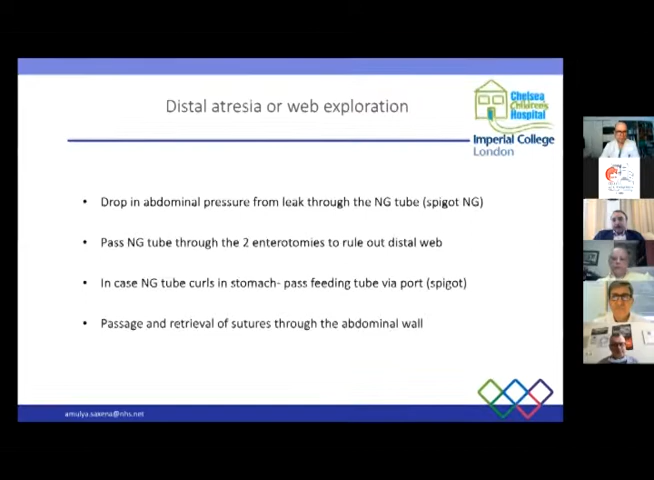 Distal atresia or web exploration
Chelsea
Children's
Hospital
Imperial College
London
• Drop in abdominal pressure from leak through the NG tube (spigot NG)
• Pass NG tube through the 2 enterotomies to rule out distal web
• In case NG tube curls in stomach- pass feeding tube via port (spigot)
• Passage and retrieval of sutures through the abdominal wall
amulya.saxena@nhs.net